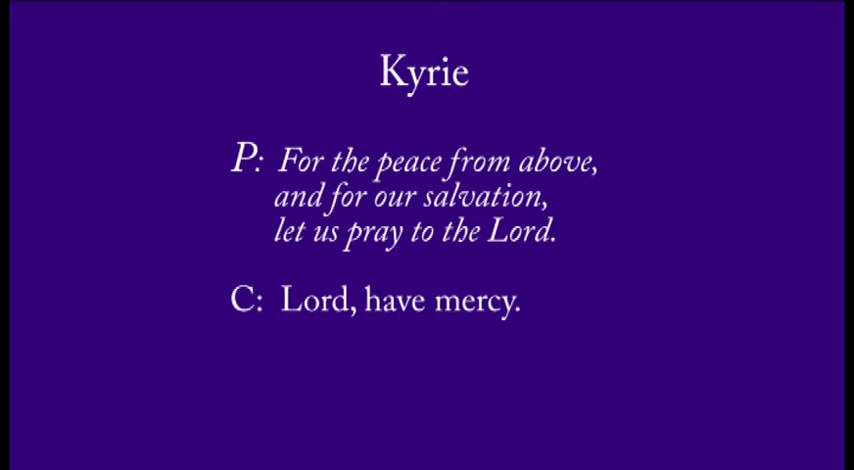 Kyrie
P: For the peace from above,
and for our salvation,
let us pray to the Lord.
C: Lord, have mercy.